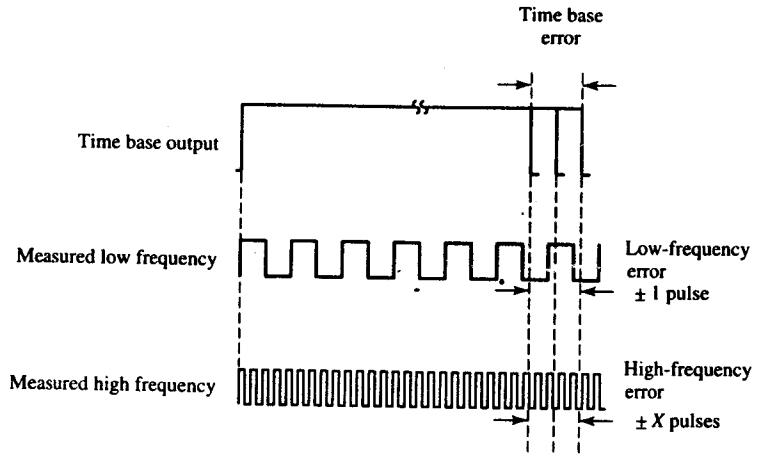 Time base
error
Time base output
Measured low frequency
Low-frequency
error
± 1 pulse
Measured high frequency
High-frequency
error
± X pulses